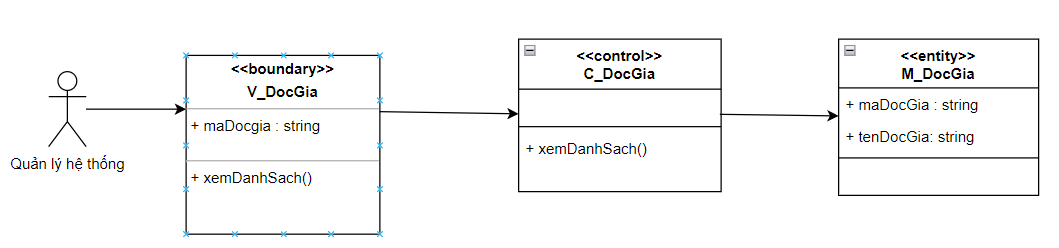 Quản lý hệ thống
<<boundary>>
V_DocGia
+ maDocgia : string
+ xemDanhSach()
<<control>>
C_DocGia
+ xemDanhSach()
<<entity>>
M_DocGia
+ maDocGia : string
+ tenDocGia: string